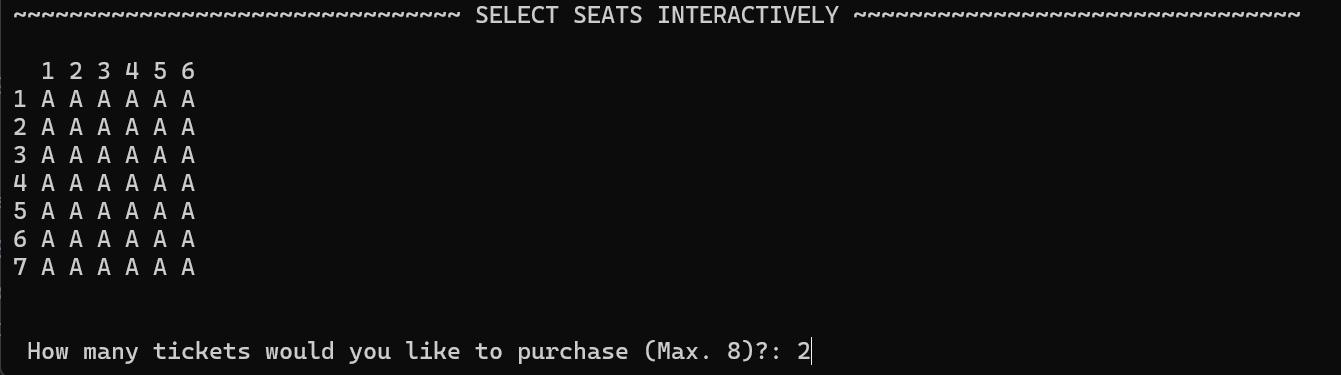 ~~~~~~~~~~~~~~~~~~~~~~~~~~~~~~~~ SELECT SEATS INTERACTIVELY ~~~~~~~~~~~~~~~~~~~~~~~~~~~~~~~~
1 2 3 4 5 6
1 A A A A A A
2 A A A A A A
3 A A A A A A
4 A A A A A A
5 A A A A A A
6 A A A A A A
7 A A A A A A
How many tickets would you like to purchase (Max. 8)?: 2